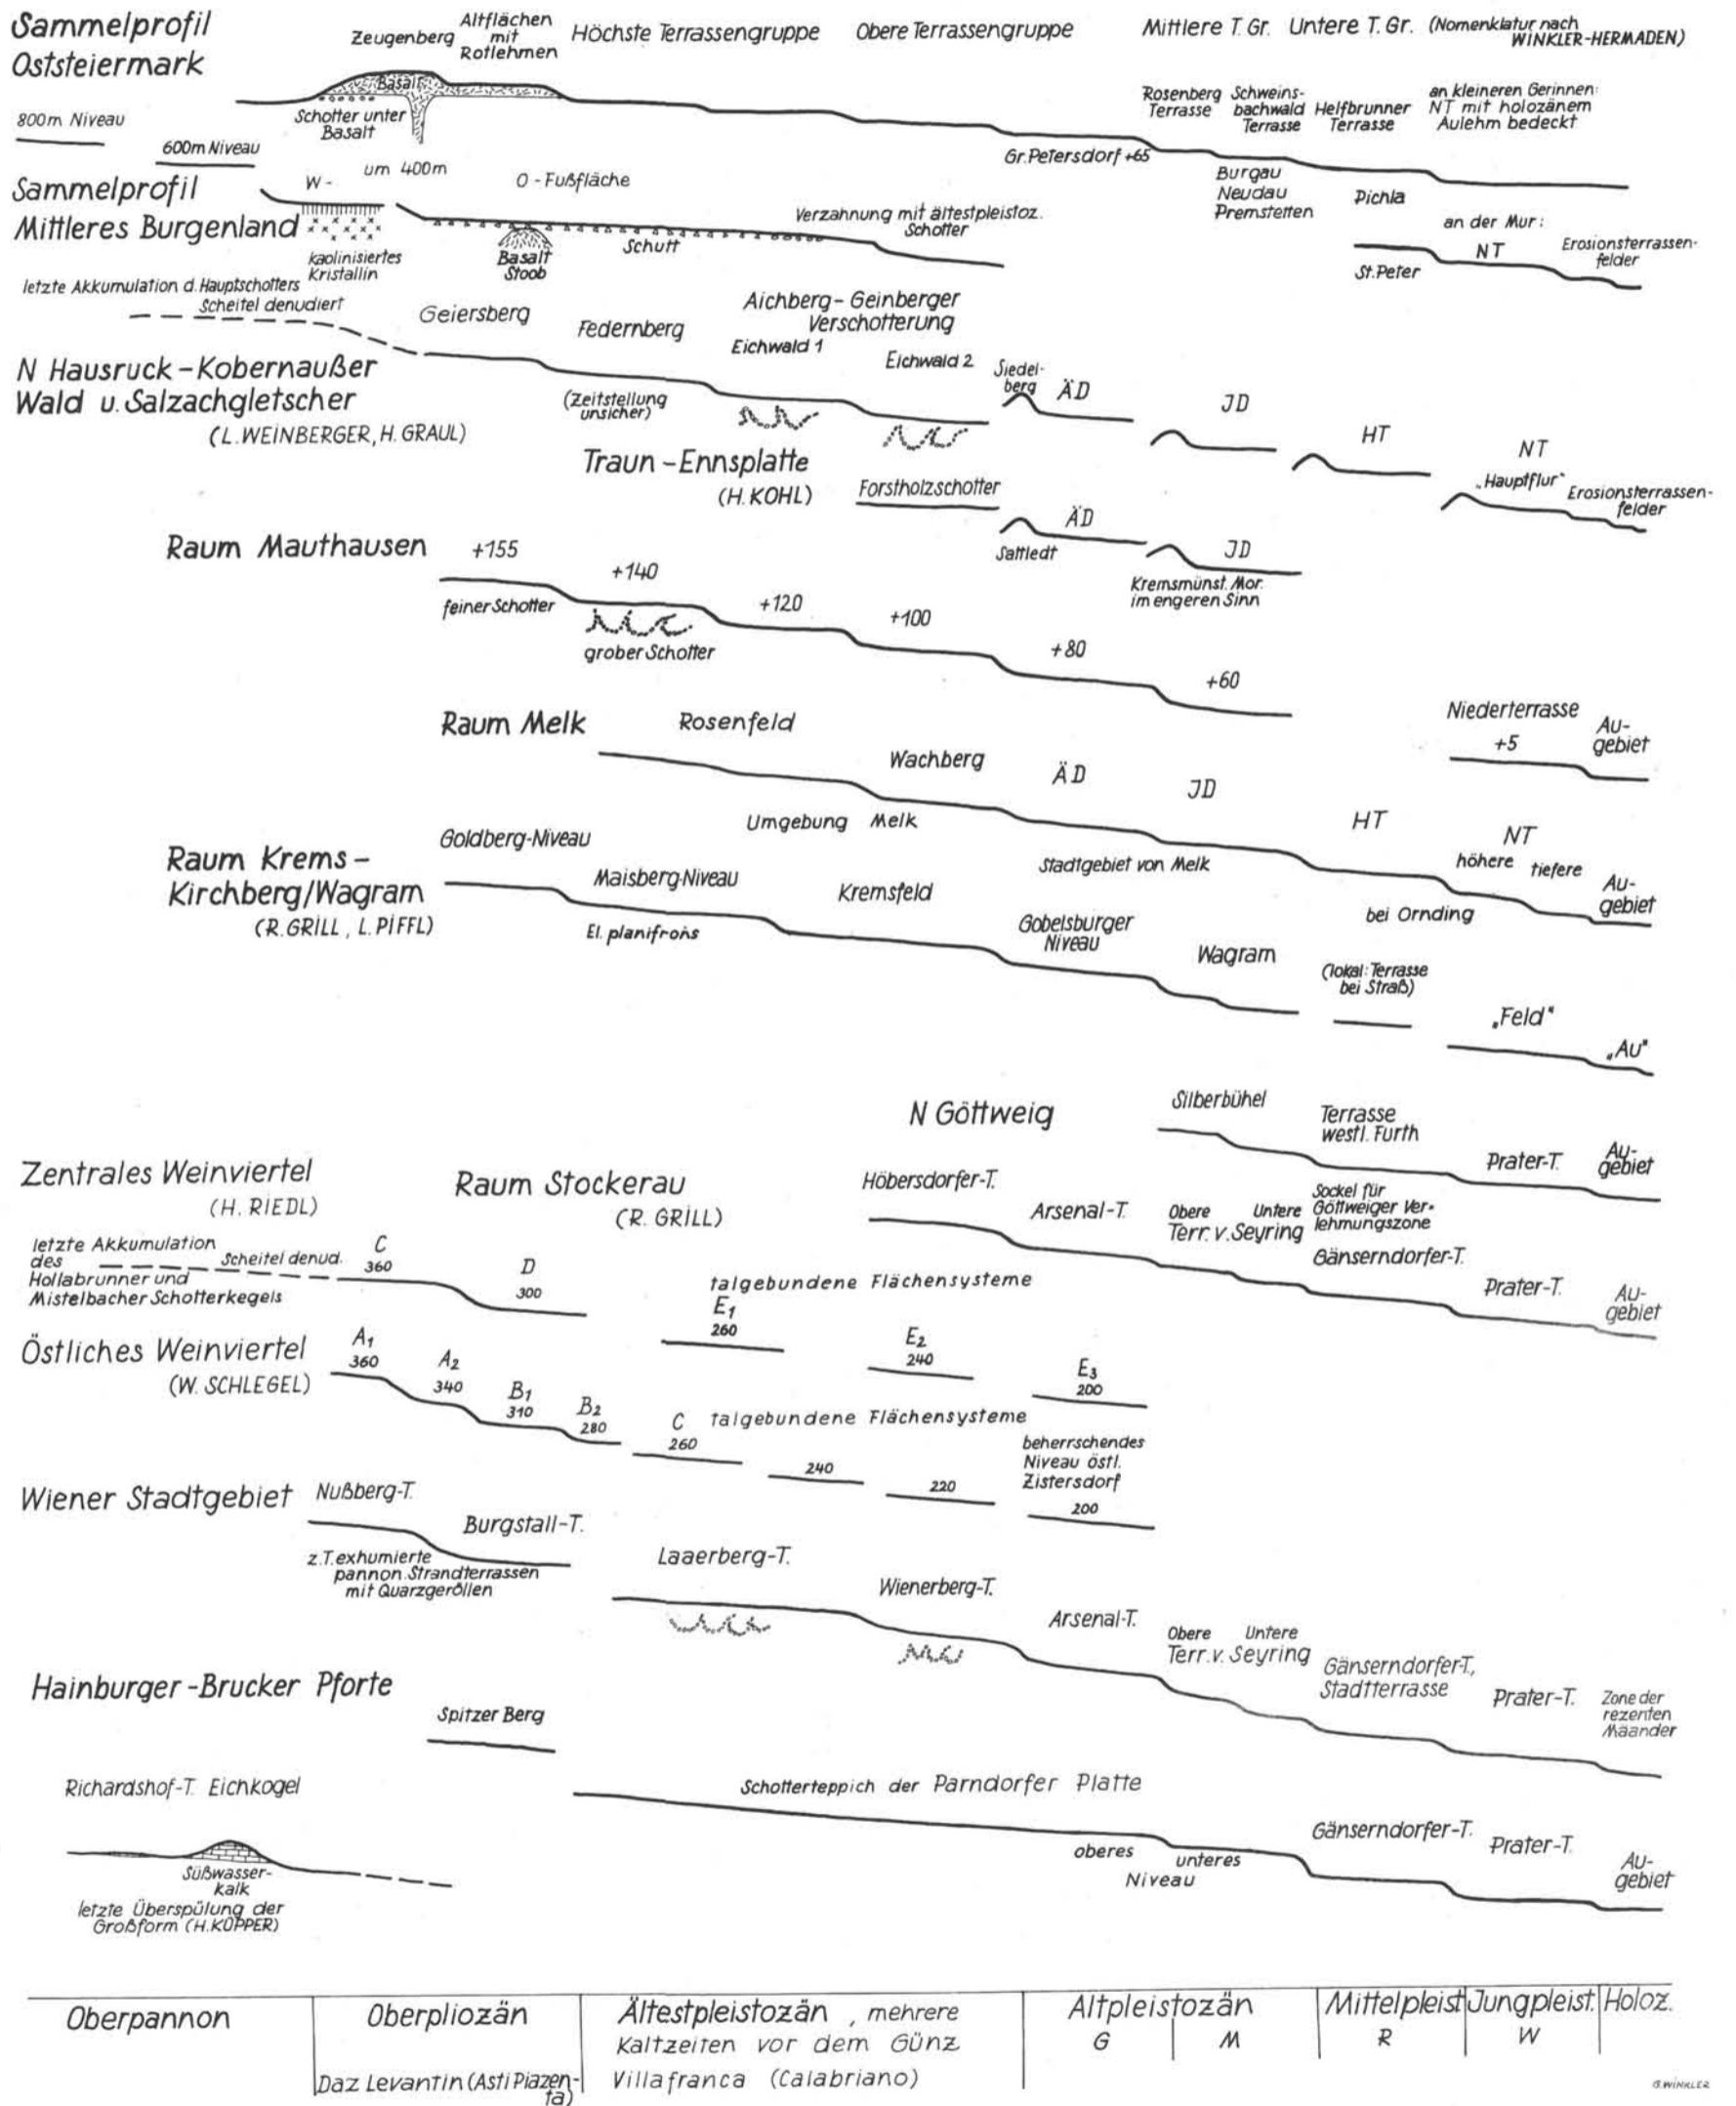 Sammelprofil
Oststeiermark
Zeugenberg
Altflächen
mit
Rotlehmen
Höchste Terrassengruppe
Obere Terrassengruppe
Mittlere T. Gr.
Untere T. Gr.
(Nomenklatur nach
WINKLER-HERMADEN)
Basalt
Schotter unter
Basalt
800m Niveau
600m Niveau
Rosenberg
Terrasse
Schweins-
bachwald
Terrasse
Helfbrunner
Terrasse
an kleineren Gerinnen:
NT mit holozänem
Aulehm bedeckt
Gr. Petersdorf +65
Burgau
Neudau
Premstetten
Pichla
an der Mur:
St. Peter
NT
Erosionsterrassen-
felder
Sammelprofil
Mittleres Burgenland
W-
um 400m
O - Fußfläche
kaolinisiertes
Kristallin
Basalt
Stoob
Schutt
Verzahnung mit ältestpleistoz.
Schotter
letzte Akkumulation d. Hauptschotters
Scheitel denudiert
N Hausruck - Kobernaußer
Wald u. Salzachgletscher
(L. WEINBERGER, H. GRAUL)
Geiersberg
Federnberg
(Zeitstellung
unsicher)
Aichberg - Geinberger
Verschotterung
Eichwald 1
Eichwald 2
Siedel-
berg
ÄD
JD
HT
NT
„Hauptflur"
Erosionsterrassen-
felder
Traun - Ennsplatte
(H. KOHL)
Forstholzschotter
ÄD
Sattledt
JD
Kremsmünst. Mor.
im engeren Sinn
Raum Mauthausen
+155
feiner Schotter
+140
grober Schotter
+120
+100
+80
+60
Niederterrasse
+5
Au-
gebiet
Raum Melk
Rosenfeld
Wachberg
Umgebung Melk
ÄD
JD
Stadtgebiet von Melk
HT
bei Ornding
NT
höhere
tiefere
Au-
gebiet
Raum Krems -
Kirchberg/Wagram
(R. GRILL, L. PIFFL)
Goldberg-Niveau
Maisberg-Niveau
El. planifrons
Kremsfeld
Gobelsburger
Niveau
Wagram
(lokal: Terrasse
bei Straß)
„Feld"
„Au"
N Göttweig
Silberbühel
Terrasse
westl. Furth
Sockel für
Göttweiger Ver-
lehmungszone
Prater-T.
Au-
gebiet
Zentrales Weinviertel
(H. RIEDL)
letzte Akkumulation
des
Hollabrunner und
Mistelbacher Schotterkegels
Scheitel denud.
C
360
D
300
talgebundene Flächensysteme
E1
260
E2
240
E3
200
Raum Stockerau
(R. GRILL)
Höbersdorfer-T.
Arsenal-T.
Obere
Untere
Terr. v. Seyring
Gänserndorfer-T.
Prater-T.
Au-
gebiet
Östliches Weinviertel
(W. SCHLEGEL)
A1
360
A2
340
B1
310
B2
280
C
260
talgebundene Flächensysteme
240
220
beherrschendes
Niveau östl.
Zistersdorf
200
Wiener Stadtgebiet
Nußberg-T.
Burgstall-T.
z.T. exhumierte
pannon. Strandterrassen
mit Quarzgeröllen
Laaerberg-T.
Wienerberg-T.
Arsenal-T.
Obere
Untere
Terr. v. Seyring
Gänserndorfer-T.,
Stadtterrasse
Prater-T.
Zone der
rezenten
Mäander
Hainburger - Brucker Pforte
Spitzer Berg
Richardshof-T.
Eichkogel
Süßwasser-
kalk
letzte Überspülung der
Großform (H. KÜPPER)
Schotterteppich der Parndorfer Platte
oberes
unteres
Niveau
Gänserndorfer-T.
Prater-T.
Au-
gebiet
Oberpannon
Oberpliozän
Daz Levantin (Asti Piazen-
ta)
Ältestpleistozän, mehrere
Kaltzeiten vor dem Günz
Villafranca (Calabriano)
Altpleistozän
G
M
Mittelpleist
R
Jungpleist.
W
Holoz.
G. WINKLER